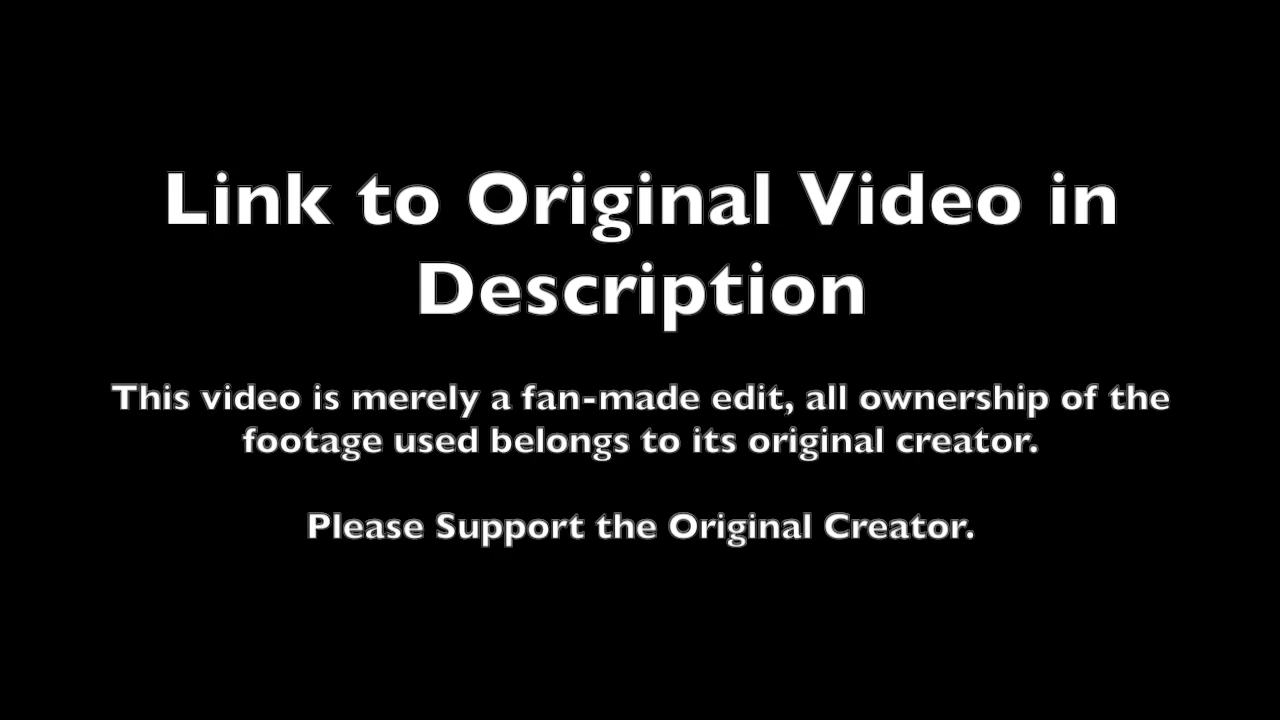 Link to Original Video in
Description
This video is merely a fan-made edit, all ownership of the
footage used belongs to its original creator.
Please Support the Original Creator.